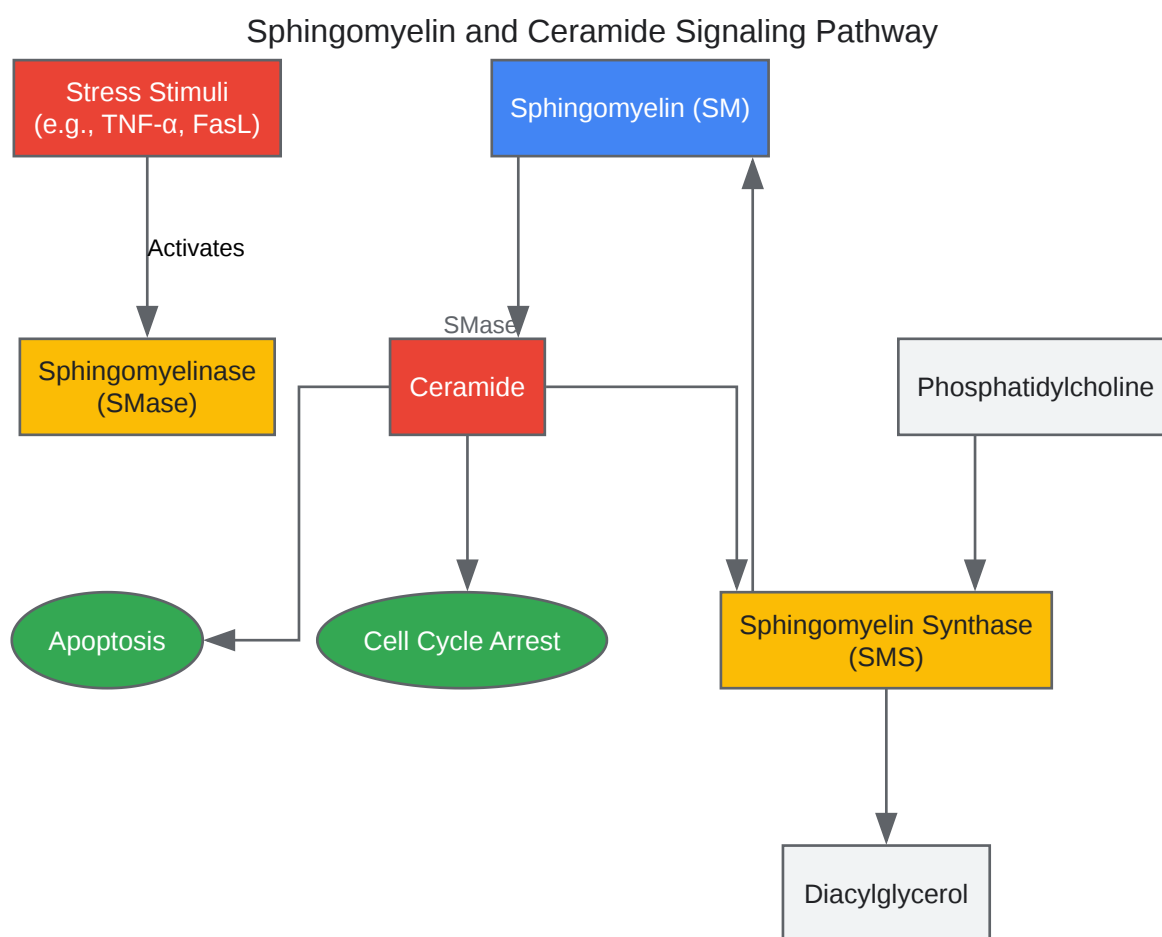 Sphingomyelin and Ceramide Signaling Pathway
Stress Stimuli
(e.g., TNF-α, FasL)
Sphingomyelin (SM)
Activates
SMase
Sphingomyelinase
(SMase)
Ceramide
Phosphatidylcholine
Apoptosis
Cell Cycle Arrest
Sphingomyelin Synthase
(SMS)
Diacylglycerol